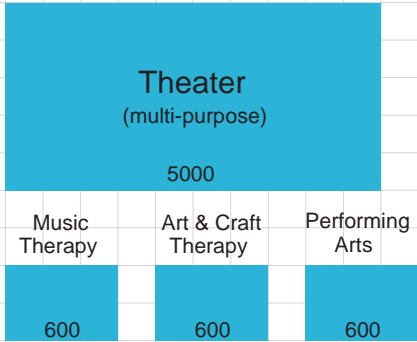 Theater
(multi-purpose)
5000
Music
Therapy
Art & Craft
Therapy
Performing
Arts
600
600
600